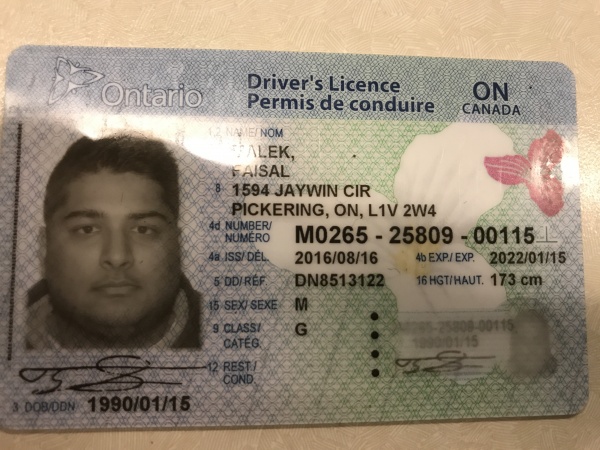 Ontario
Driver's Licence
Permis de conduire
ON
CANADA
1,2 NAME/NOM
MALEK,
FAISAL
8 1594 JAYWIN CIR
PICKERING, ON, L1V 2W4
4d NUMBER/
NUMÉRO M0265 - 25809 - 00115
4a ISS/DÉL. 2016/08/16 4b EXP./EXP. 2022/01/15
5 DD/RÉF. DN8513122 16 HGT/HAUT. 173 cm
15 SEX/SEXE M
9 CLASS/
CATÉG. G
M0265-25809-00115
1990/01/15
12 REST./
COND.
3 DOB/DDN 1990/01/15